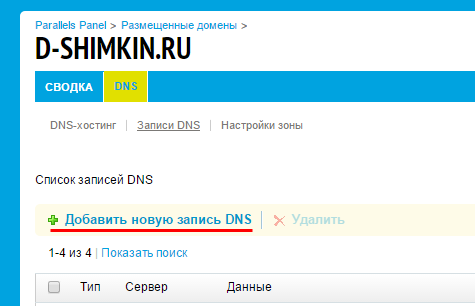 Parallels Panel > Размещенные домены >
D-SHIMKIN.RU
СВОДКА DNS
DNS-хостинг | Записи DNS | Настройки зоны
Список записей DNS
Добавить новую запись DNS | Удалить
1-4 из 4 | Показать поиск
Тип Сервер Данные